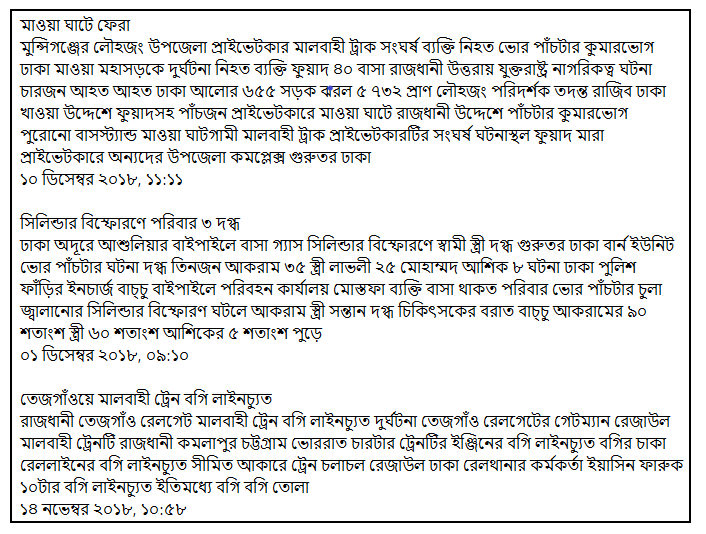 মাওয়া ঘাটে ফেরা
মুন্সিগঞ্জের লৌহজং উপজেলা প্রাইভেটকার মালবাহী ট্রাক সংঘর্ষ ব্যক্তি নিহত ভোর পাঁচটার কুমারভোগ
ঢাকা মাওয়া মহাসড়কে দুর্ঘটনা নিহত ব্যক্তি ফুয়াদ ৪০ বাসা রাজধানী উত্তরায় যুক্তরাষ্ট্র নাগরিকত্ব ঘটনা
চারজন আহত আহত ঢাকা আলোর ৬৫৫ সড়ক ঝরল ৫ ৭৩২ প্রাণ লৌহজং পরিদর্শক তদন্ত রাজিব ঢাকা
খাওয়া উদ্দেশে ফুয়াদসহ পাঁচজন প্রাইভেটকারে মাওয়া ঘাটে রাজধানী উদ্দেশে পাঁচটার কুমারভোগ
পুরোনো বাসস্ট্যান্ড মাওয়া ঘাটগামী মালবাহী ট্রাক প্রাইভেটকারটির সংঘর্ষ ঘটনাস্থল ফুয়াদ মারা
প্রাইভেটকারে অন্যদের উপজেলা কমপ্লেক্স গুরুতর ঢাকা
১০ ডিসেম্বর ২০১৮, ১১:১১
সিলিন্ডার বিস্ফোরণে পরিবার ৩ দগ্ধ
ঢাকা অদূরে আশুলিয়ার বাইপাইলে বাসা গ্যাস সিলিন্ডার বিস্ফোরণে স্বামী স্ত্রী দগ্ধ গুরুতর ঢাকা বার্ন ইউনিট
ভোর পাঁচটার ঘটনা দগ্ধ তিনজন আকরাম ৩৫ স্ত্রী লাভলী ২৫ মোহাম্মদ আশিক ৮ ঘটনা ঢাকা পুলিশ
ফাঁড়ির ইনচার্জ বাচ্চু বাইপাইলে পরিবহন কার্যালয় মোস্তফা ব্যক্তি বাসা থাকত পরিবার ভোর পাঁচটার চুলা
জ্বালানোর সিলিন্ডার বিস্ফোরণ ঘটলে আকরাম স্ত্রী সন্তান দগ্ধ চিকিৎসকের বরাত বাচ্চু আকরামের ৯০
শতাংশ স্ত্রী ৬০ শতাংশ আশিকের ৫ শতাংশ পুড়ে
০১ ডিসেম্বর ২০১৮, ০৯:১০
তেজগাঁওয়ে মালবাহী ট্রেন বগি লাইনচ্যুত
রাজধানী তেজগাঁও রেলগেট মালবাহী ট্রেন বগি লাইনচ্যুত দুর্ঘটনা তেজগাঁও রেলগেটের গেটম্যান রেজাউল
মালবাহী ট্রেনটি রাজধানী কমলাপুর চট্টগ্রাম ভোররাত চারটার ট্রেনটির ইঞ্জিনের বগি লাইনচ্যুত বগির চাকা
রেললাইনের বগি লাইনচ্যুত সীমিত আকারে ট্রেন চলাচল রেজাউল ঢাকা রেলথানার কর্মকর্তা ইয়াসিন ফারুক
১০টার বগি লাইনচ্যুত ইতিমধ্যে বগি বগি তোলা
১৪ নভেম্বর ২০১৮, ১০:৫৮